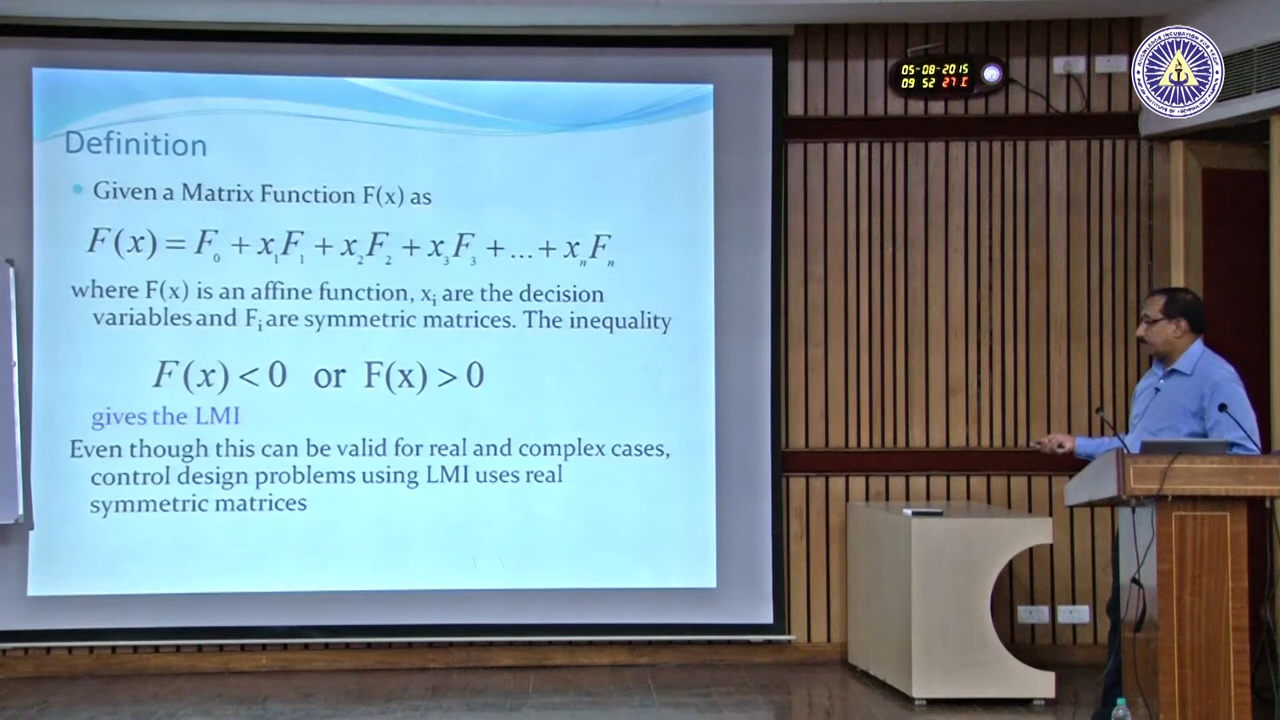 05-08-2015
09 52 27
Definition
Given a Matrix Function F(x) as
F(x) = F₀ + x₁F₁ + x₂F₂ + x₃F₃ + ... + xₙFₙ
where F(x) is an affine function, xᵢ are the decision
variables and Fᵢ are symmetric matrices. The inequality
F(x) < 0 or F(x) > 0
gives the LMI
Even though this can be valid for real and complex cases,
control design problems using LMI uses real
symmetric matrices